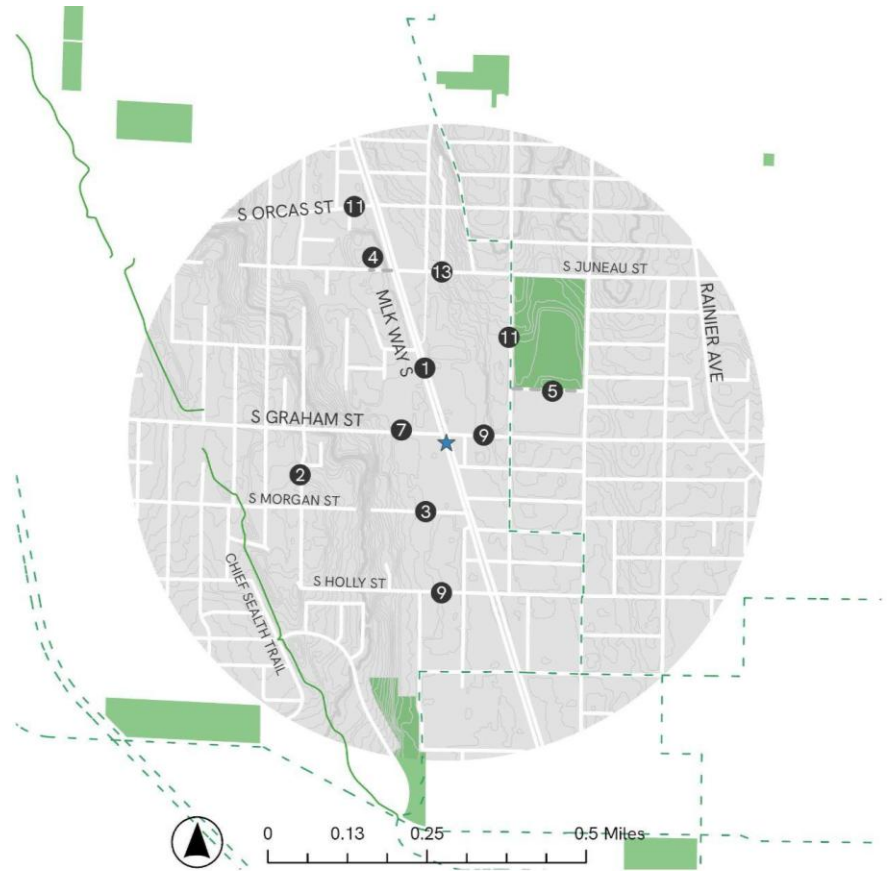 S ORCAS ST
11
4
13
S JUNEAU ST
RAINIER AVE
MLK WAY S
11
1
5
S GRAHAM ST
7
9
2
S MORGAN ST
3
CHIEF SEALTH TRAIL
S HOLLY ST
9
0
0.13
0.25
0.5 Miles